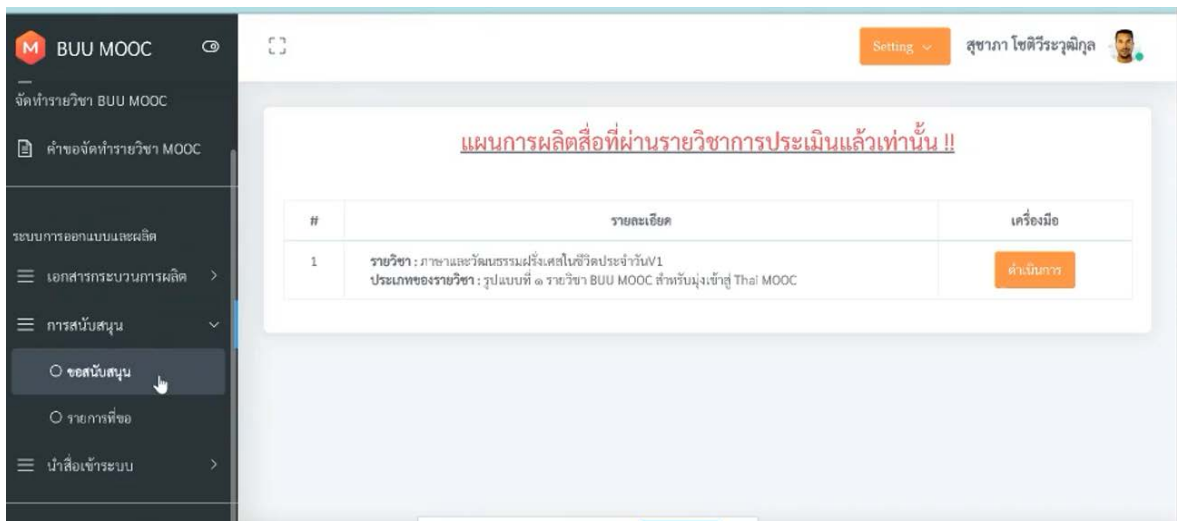 M BUU MOOC
Setting
สุชาภา โชติวีระวุฒิกุล
จัดทำรายวิชา BUU MOOC
คำขอจัดทำรายวิชา MOOC
ระบบการออกแบบและผลิต
เอกสารกระบวนการผลิต
การสนับสนุน
ขอสนับสนุน
รายการที่ขอ
นำสื่อเข้าระบบ
แผนการผลิตสื่อที่ผ่านรายวิชาการประเมินแล้วเท่านั้น !!
# รายละเอียด เครื่องมือ
1 รายวิชา : ภาษาและวัฒนธรรมฝรั่งเศสในชีวิตประจำวันV1 ดำเนินการ
ประเภทของรายวิชา : รูปแบบที่ ๑ รายวิชา BUU MOOC สำหรับมุ่งเข้าสู่ Thai MOOC